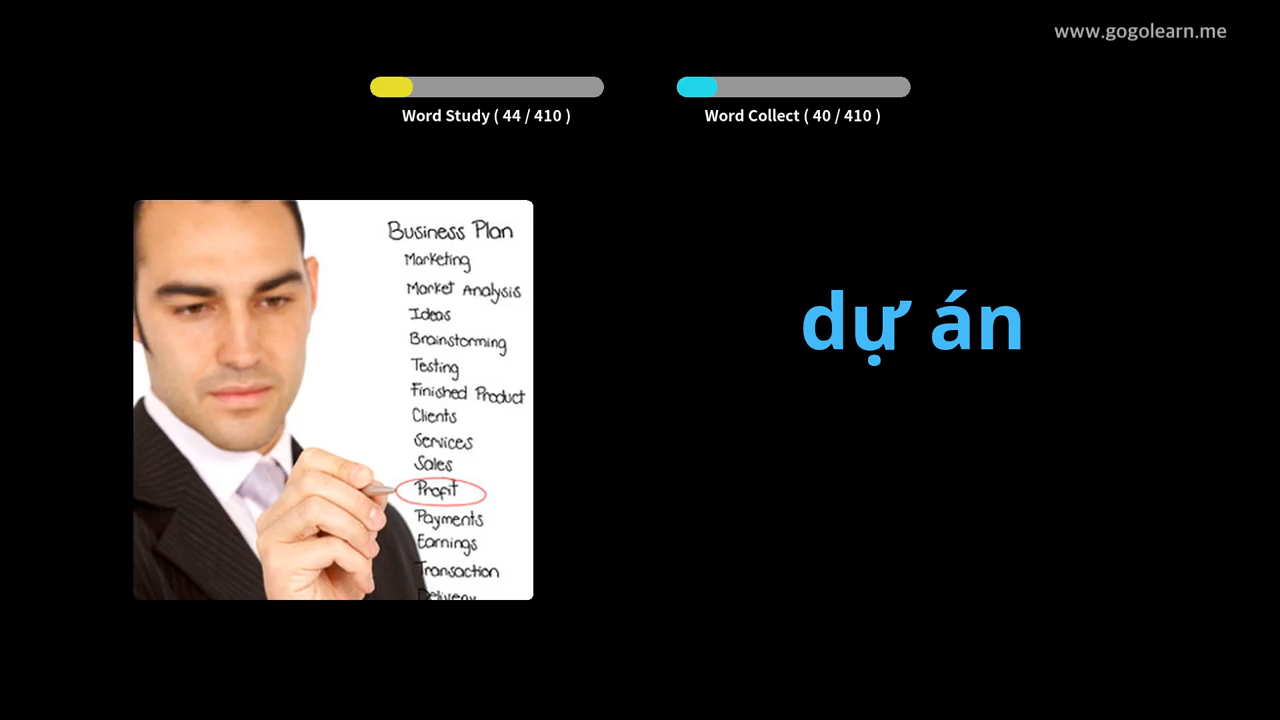 www.gogolearn.me
Word Study ( 44 / 410 )
Word Collect ( 40 / 410 )
Business Plan
Marketing
Market Analysis
Ideas
Brainstorming
Testing
Finished Product
Clients
Services
Sales
Profit
Payments
Earnings
Transaction
Delivery
dự án